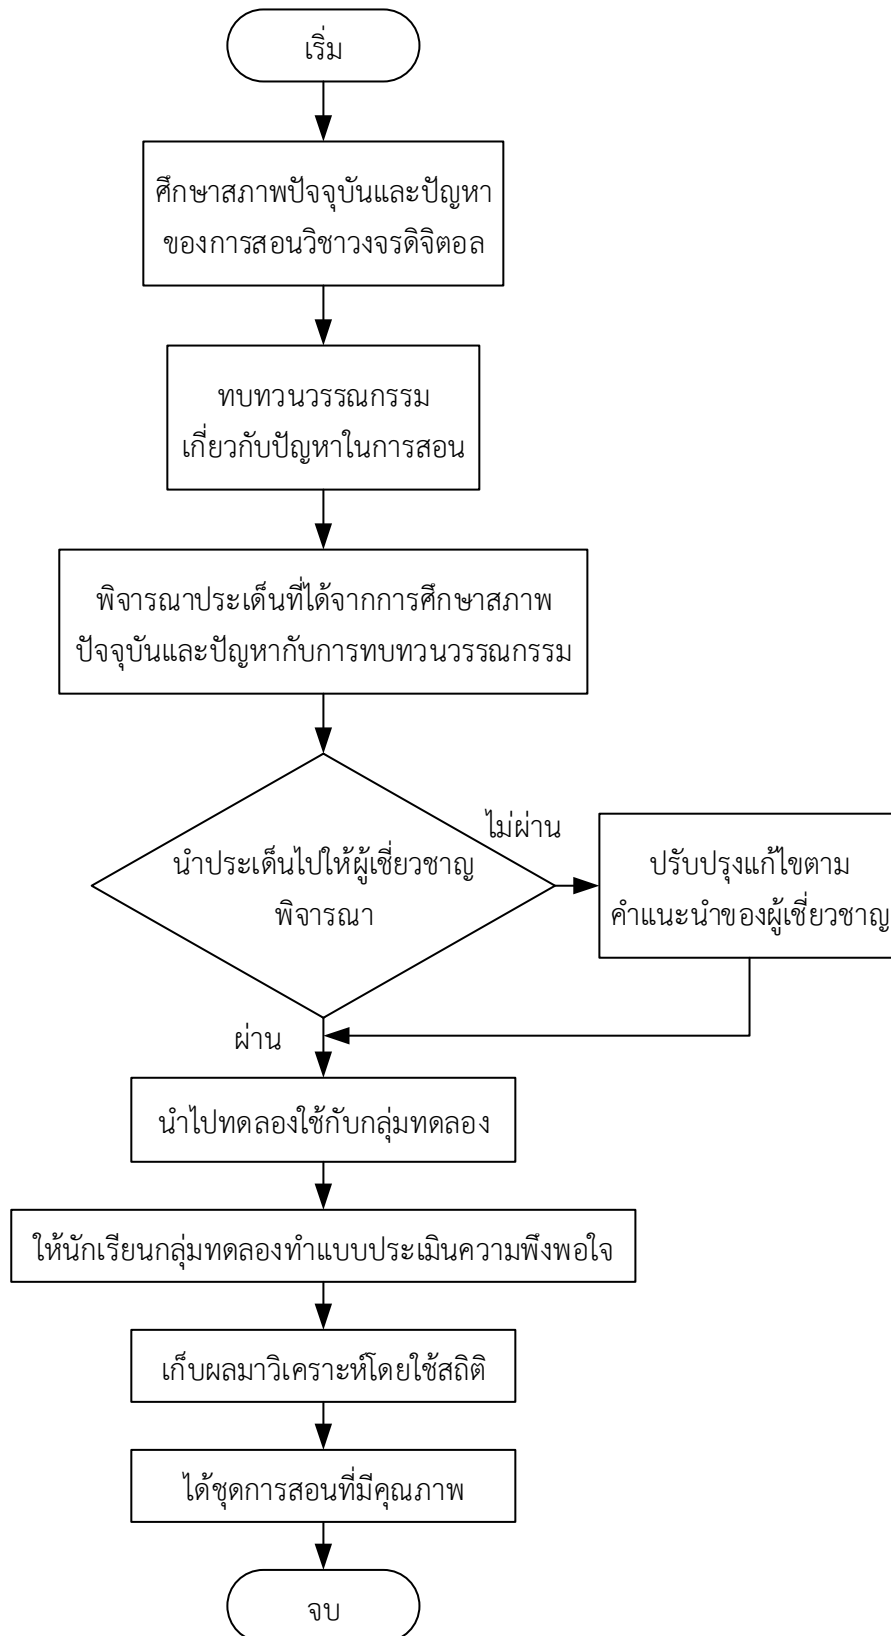 เริ่ม
ศึกษาสภาพปัจจุบันและปัญหา
ของการสอนวิชาวงจรดิจิตอล
ทบทวนวรรณกรรม
เกี่ยวกับปัญหาในการสอน
พิจารณาประเด็นที่ได้จากการศึกษาสภาพ
ปัจจุบันและปัญหากับการทบทวนวรรณกรรม
นำประเด็นไปให้ผู้เชี่ยวชาญ
พิจารณา
ไม่ผ่าน
ปรับปรุงแก้ไขตาม
คำแนะนำของผู้เชี่ยวชาญ
ผ่าน
นำไปทดลองใช้กับกลุ่มทดลอง
ให้นักเรียนกลุ่มทดลองทำแบบประเมินความพึงพอใจ
เก็บผลมาวิเคราะห์โดยใช้สถิติ
ได้ชุดการสอนที่มีคุณภาพ
จบ